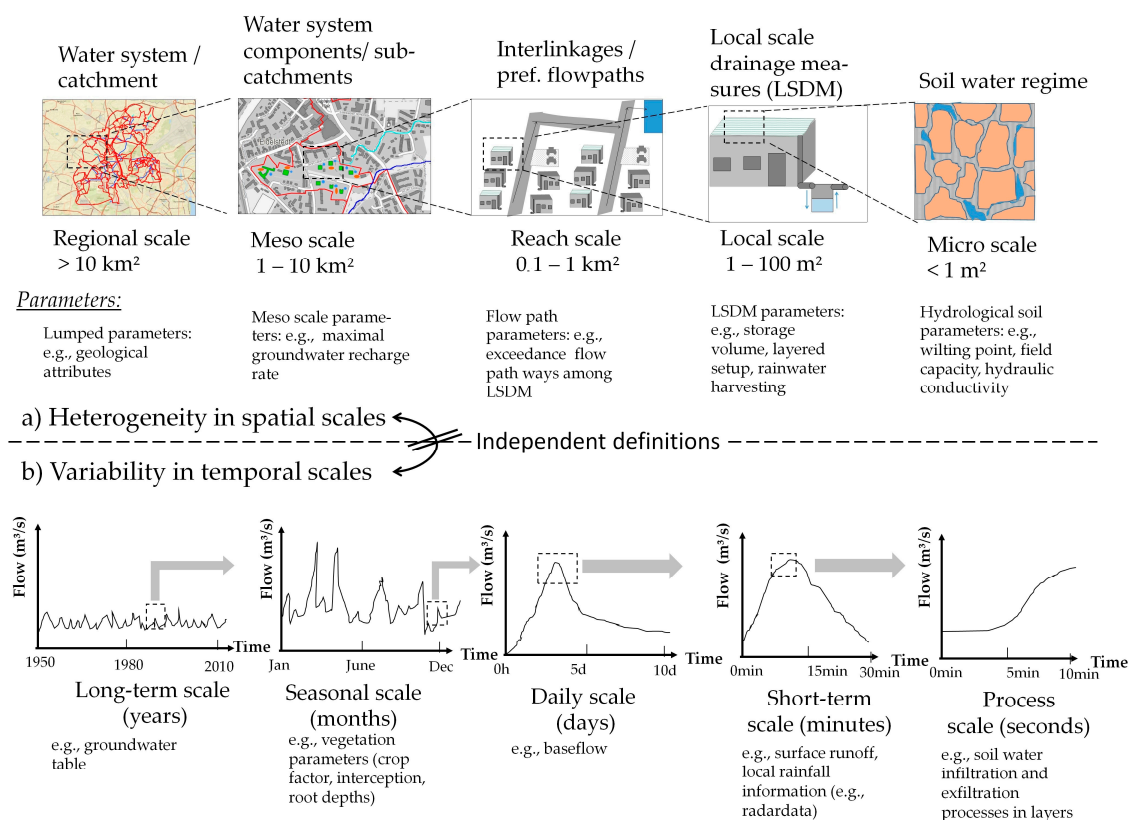 Water system /
catchment
Water system
components/ sub-
catchments
Interlinkages /
pref. flowpaths
Local scale
drainage mea-
sures (LSDM)
Soil water regime
Eidelstedt
Regional scale
> 10 km²
Meso scale
1 – 10 km²
Reach scale
0.1 – 1 km²
Local scale
1 – 100 m²
Micro scale
< 1 m²
Parameters:
Lumped parameters:
e.g., geological
attributes
Meso scale parame-
ters: e.g., maximal
groundwater recharge
rate
Flow path
parameters: e.g.,
exceedance flow
path ways among
LSDM
LSDM parameters:
e.g., storage
volume, layered
setup, rainwater
harvesting
Hydrological soil
parameters: e.g.,
wilting point, field
capacity, hydraulic
conductivity
a) Heterogeneity in spatial scales
Independent definitions
b) Variability in temporal scales
Flow (m³/s)
1950
1980
2010
Time
Long-term scale
(years)
e.g., groundwater
table
Flow (m³/s)
Jan
June
Dec
Time
Seasonal scale
(months)
e.g., vegetation
parameters (crop
factor, interception,
root depths)
Flow (m³/s)
0h
5d
10d
Time
Daily scale
(days)
e.g., baseflow
Flow (m³/s)
0min
15min
30min
Time
Short-term
scale (minutes)
e.g., surface runoff,
local rainfall
information (e.g.,
radardata)
Flow (m³/s)
0min
5min
10min
Time
Process
scale (seconds)
e.g., soil water
infiltration and
exfiltration
processes in layers